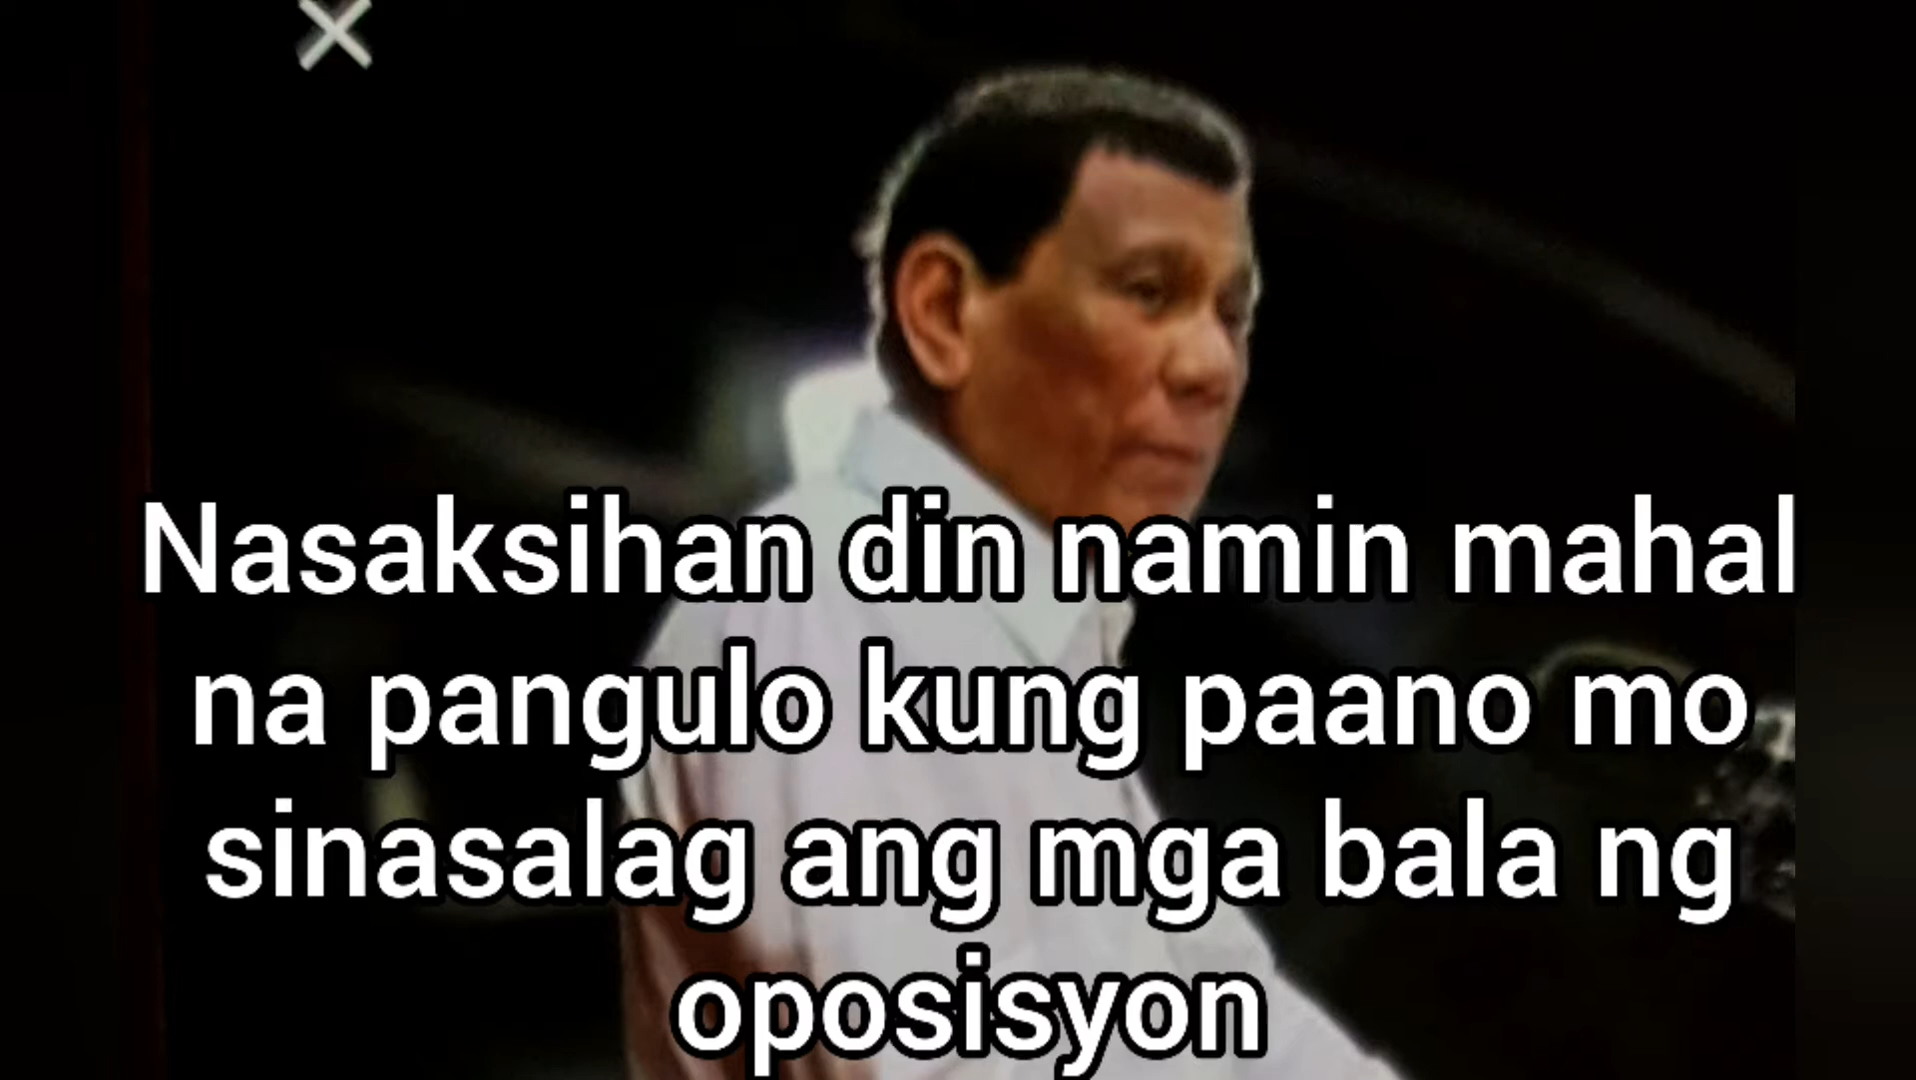 Nasaksihan din namin mahal
na pangulo kung paano mo
sinasalag ang mga bala ng
oposisyon